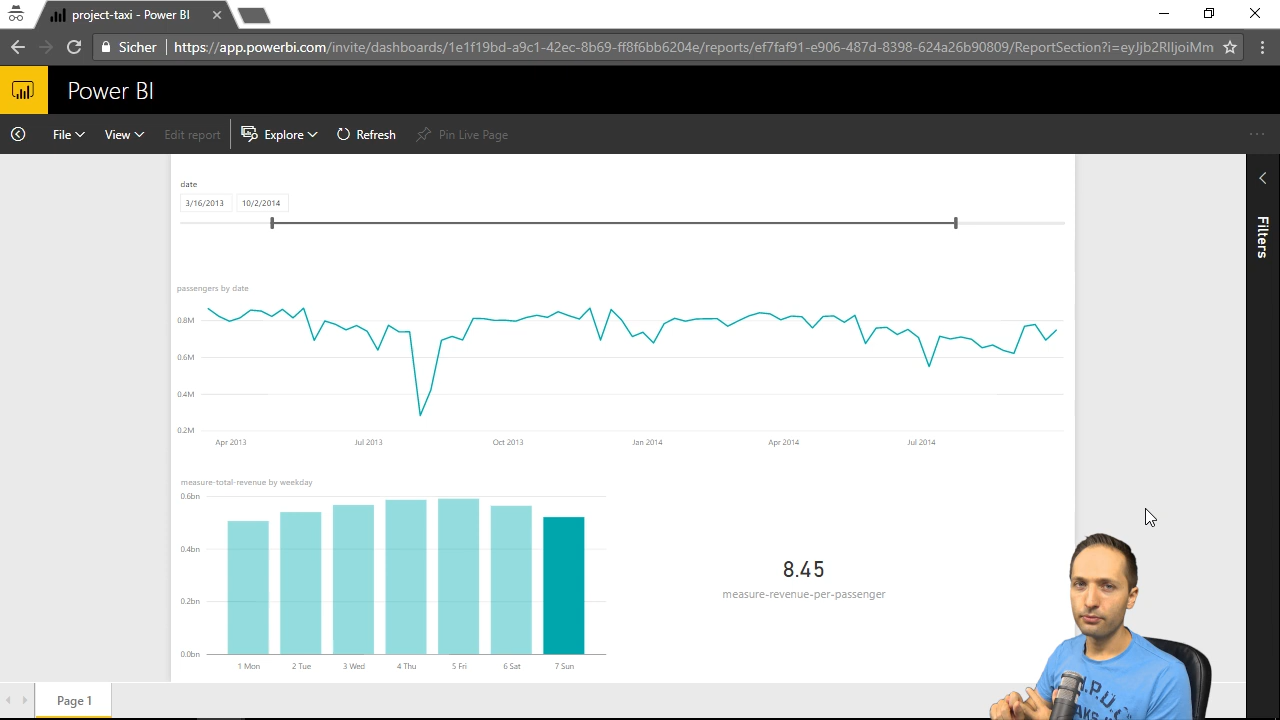 project-taxi - Power BI
Sicher https://app.powerbi.com/invite/dashboards/1e1f19bd-a9c1-42ec-8b69-ff8f6bb6204e/reports/ef7faf91-e906-487d-8398-624a26b90809/ReportSection?i=eyJjb2RlIjoiMm
Power BI
File View Edit report Explore Refresh Pin Live Page
Filters
date
3/16/2013 10/2/2014
passengers by date
0.8M
0.6M
0.4M
0.2M
Apr 2013 Jul 2013 Oct 2013 Jan 2014 Apr 2014 Jul 2014
measure-total-revenue by weekday
0.6bn
0.4bn
0.2bn
0.0bn
1 Mon 2 Tue 3 Wed 4 Thu 5 Fri 6 Sat 7 Sun
8.45
measure-revenue-per-passenger
Page 1